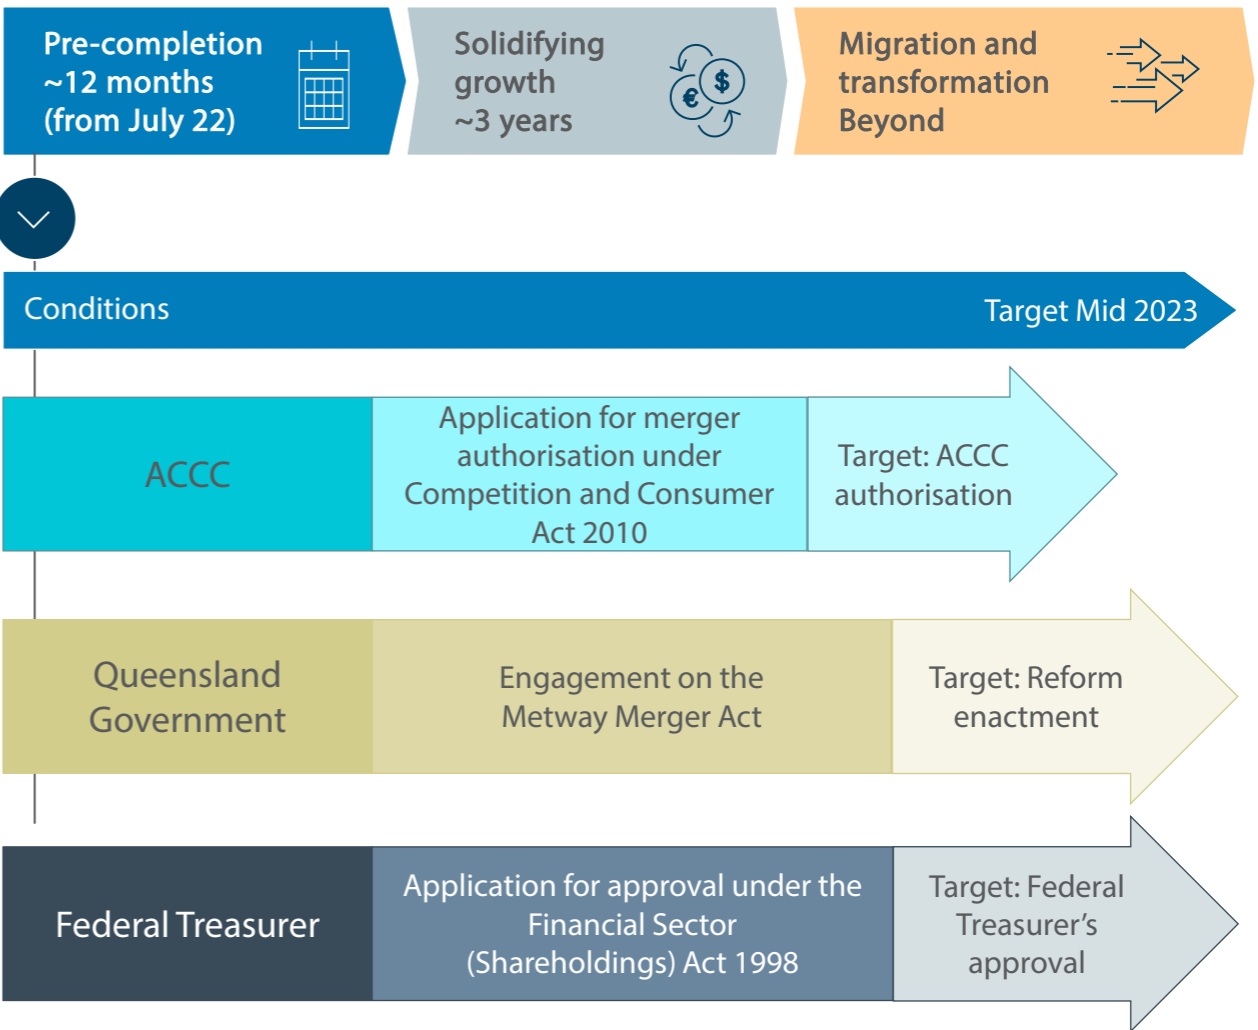 Pre-completion
~12 months
(from July 22)
Solidifying
growth
~3 years
$
€
Migration and
transformation
Beyond
Conditions
Target Mid 2023
ACCC
Application for merger
authorisation under
Competition and Consumer
Act 2010
Target: ACCC
authorisation
Queensland
Government
Engagement on the
Metway Merger Act
Target: Reform
enactment
Federal Treasurer
Application for approval under the
Financial Sector
(Shareholdings) Act 1998
Target: Federal
Treasurer’s
approval